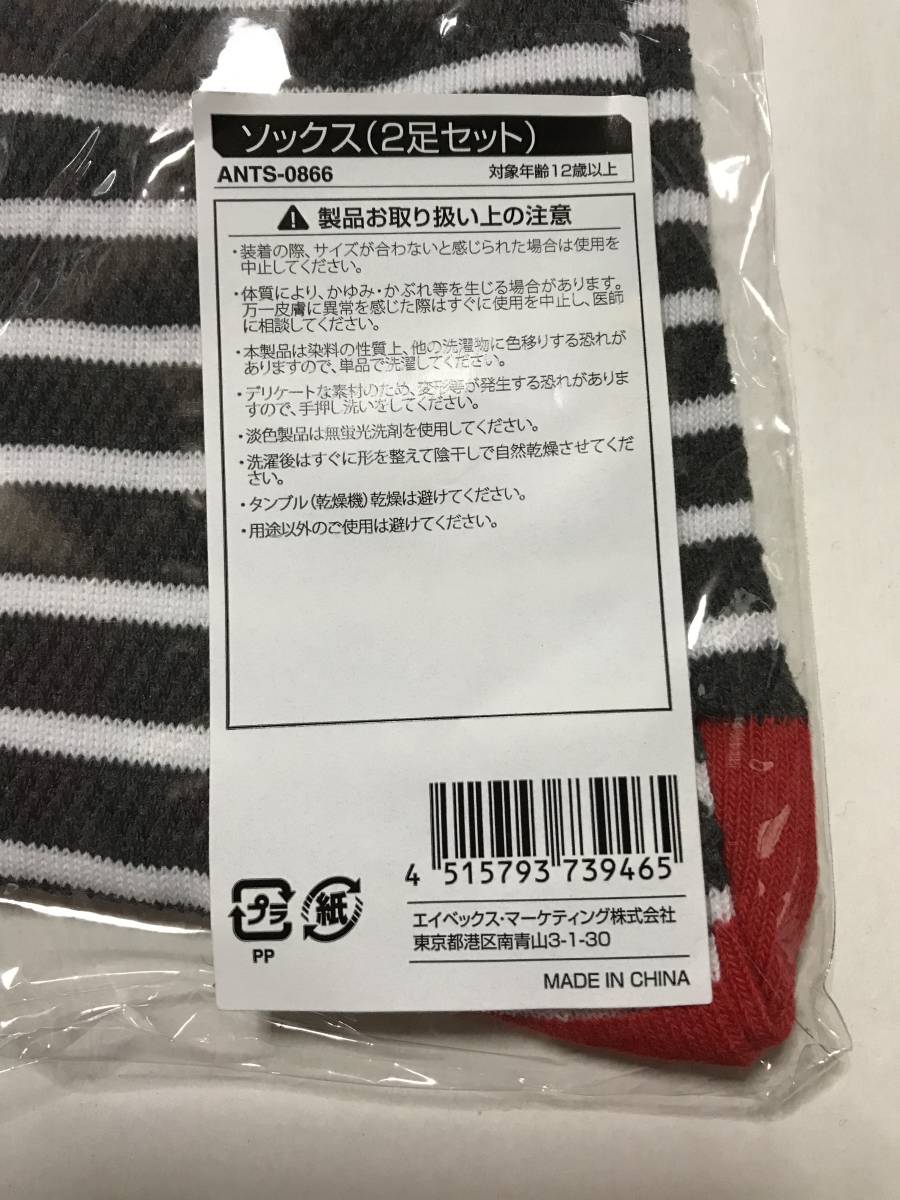 ソックス(2足セット)
ANTS-0866 対象年齢12歳以上
製品お取り扱い上の注意
・装着の際、サイズが合わないと感じられた場合は使用を
中止してください。
・体質により、かゆみ・かぶれ等を生じる場合があります。
万一皮膚に異常を感じた際はすぐに使用を中止し、医師
に相談してください。
・本製品は染料の性質上、他の洗濯物に色移りする恐れが
ありますので、単品で洗濯してください。
・デリケートな素材のため、変形等が発生する恐れがありま
すので、手押し洗いをしてください。
・淡色製品は無蛍光洗剤を使用してください。
・洗濯後はすぐに形を整えて陰干しで自然乾燥させてくだ
さい。
・タンブル(乾燥機)乾燥は避けてください。
・用途以外のご使用は避けてください。
4 515793 739465
プラ
紙
PP
エイベックス・マーケティング株式会社
東京都港区南青山3-1-30
MADE IN CHINA